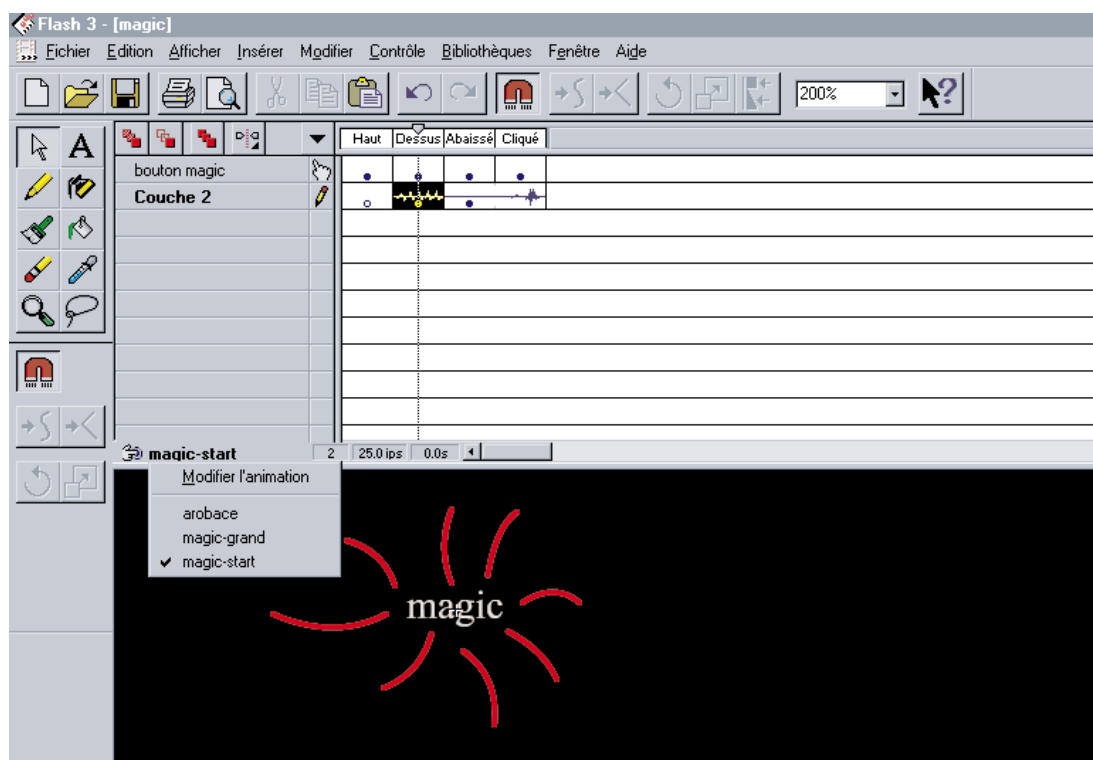 Flash 3 - [magic]
Fichier Edition Afficher Insérer Modifier Contrôle Bibliothèques Fenêtre Aide
200%
A
Haut Dessus Abaissé Cliqué
bouton magic
Couche 2
magic-start 2 25.0 ips 0.0s
Modifier l'animation
arobace
magic-grand
magic-start
magic